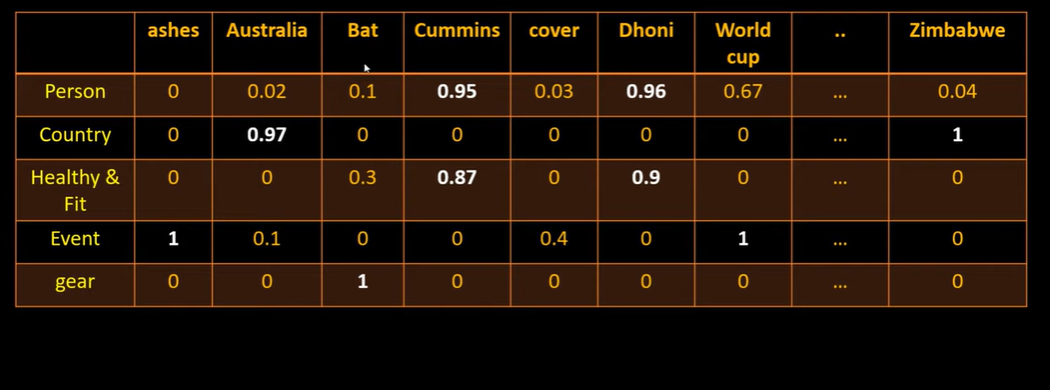 ashes Australia Bat Cummins cover Dhoni World cup .. Zimbabwe
Person 0 0.02 0.1 0.95 0.03 0.96 0.67 ... 0.04
Country 0 0.97 0 0 0 0 0 ... 1
Healthy & Fit 0 0 0.3 0.87 0 0.9 0 ... 0
Event 1 0.1 0 0 0.4 0 1 ... 0
gear 0 0 1 0 0 0 0 ... 0